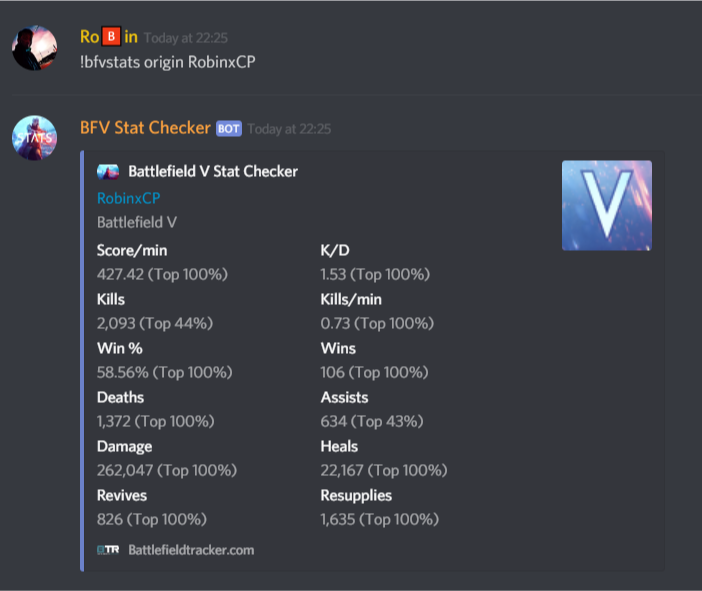 Ro B in Today at 22:25
!bfvstats origin RobinxCP
STATS
BFV Stat Checker BOT Today at 22:25
Battlefield V Stat Checker
V
RobinxCP
Battlefield V
Score/min K/D
427.42 (Top 100%) 1.53 (Top 100%)
Kills Kills/min
2,093 (Top 44%) 0.73 (Top 100%)
Win % Wins
58.56% (Top 100%) 106 (Top 100%)
Deaths Assists
1,372 (Top 100%) 634 (Top 43%)
Damage Heals
262,047 (Top 100%) 22,167 (Top 100%)
Revives Resupplies
826 (Top 100%) 1,635 (Top 100%)
TR Battlefieldtracker.com